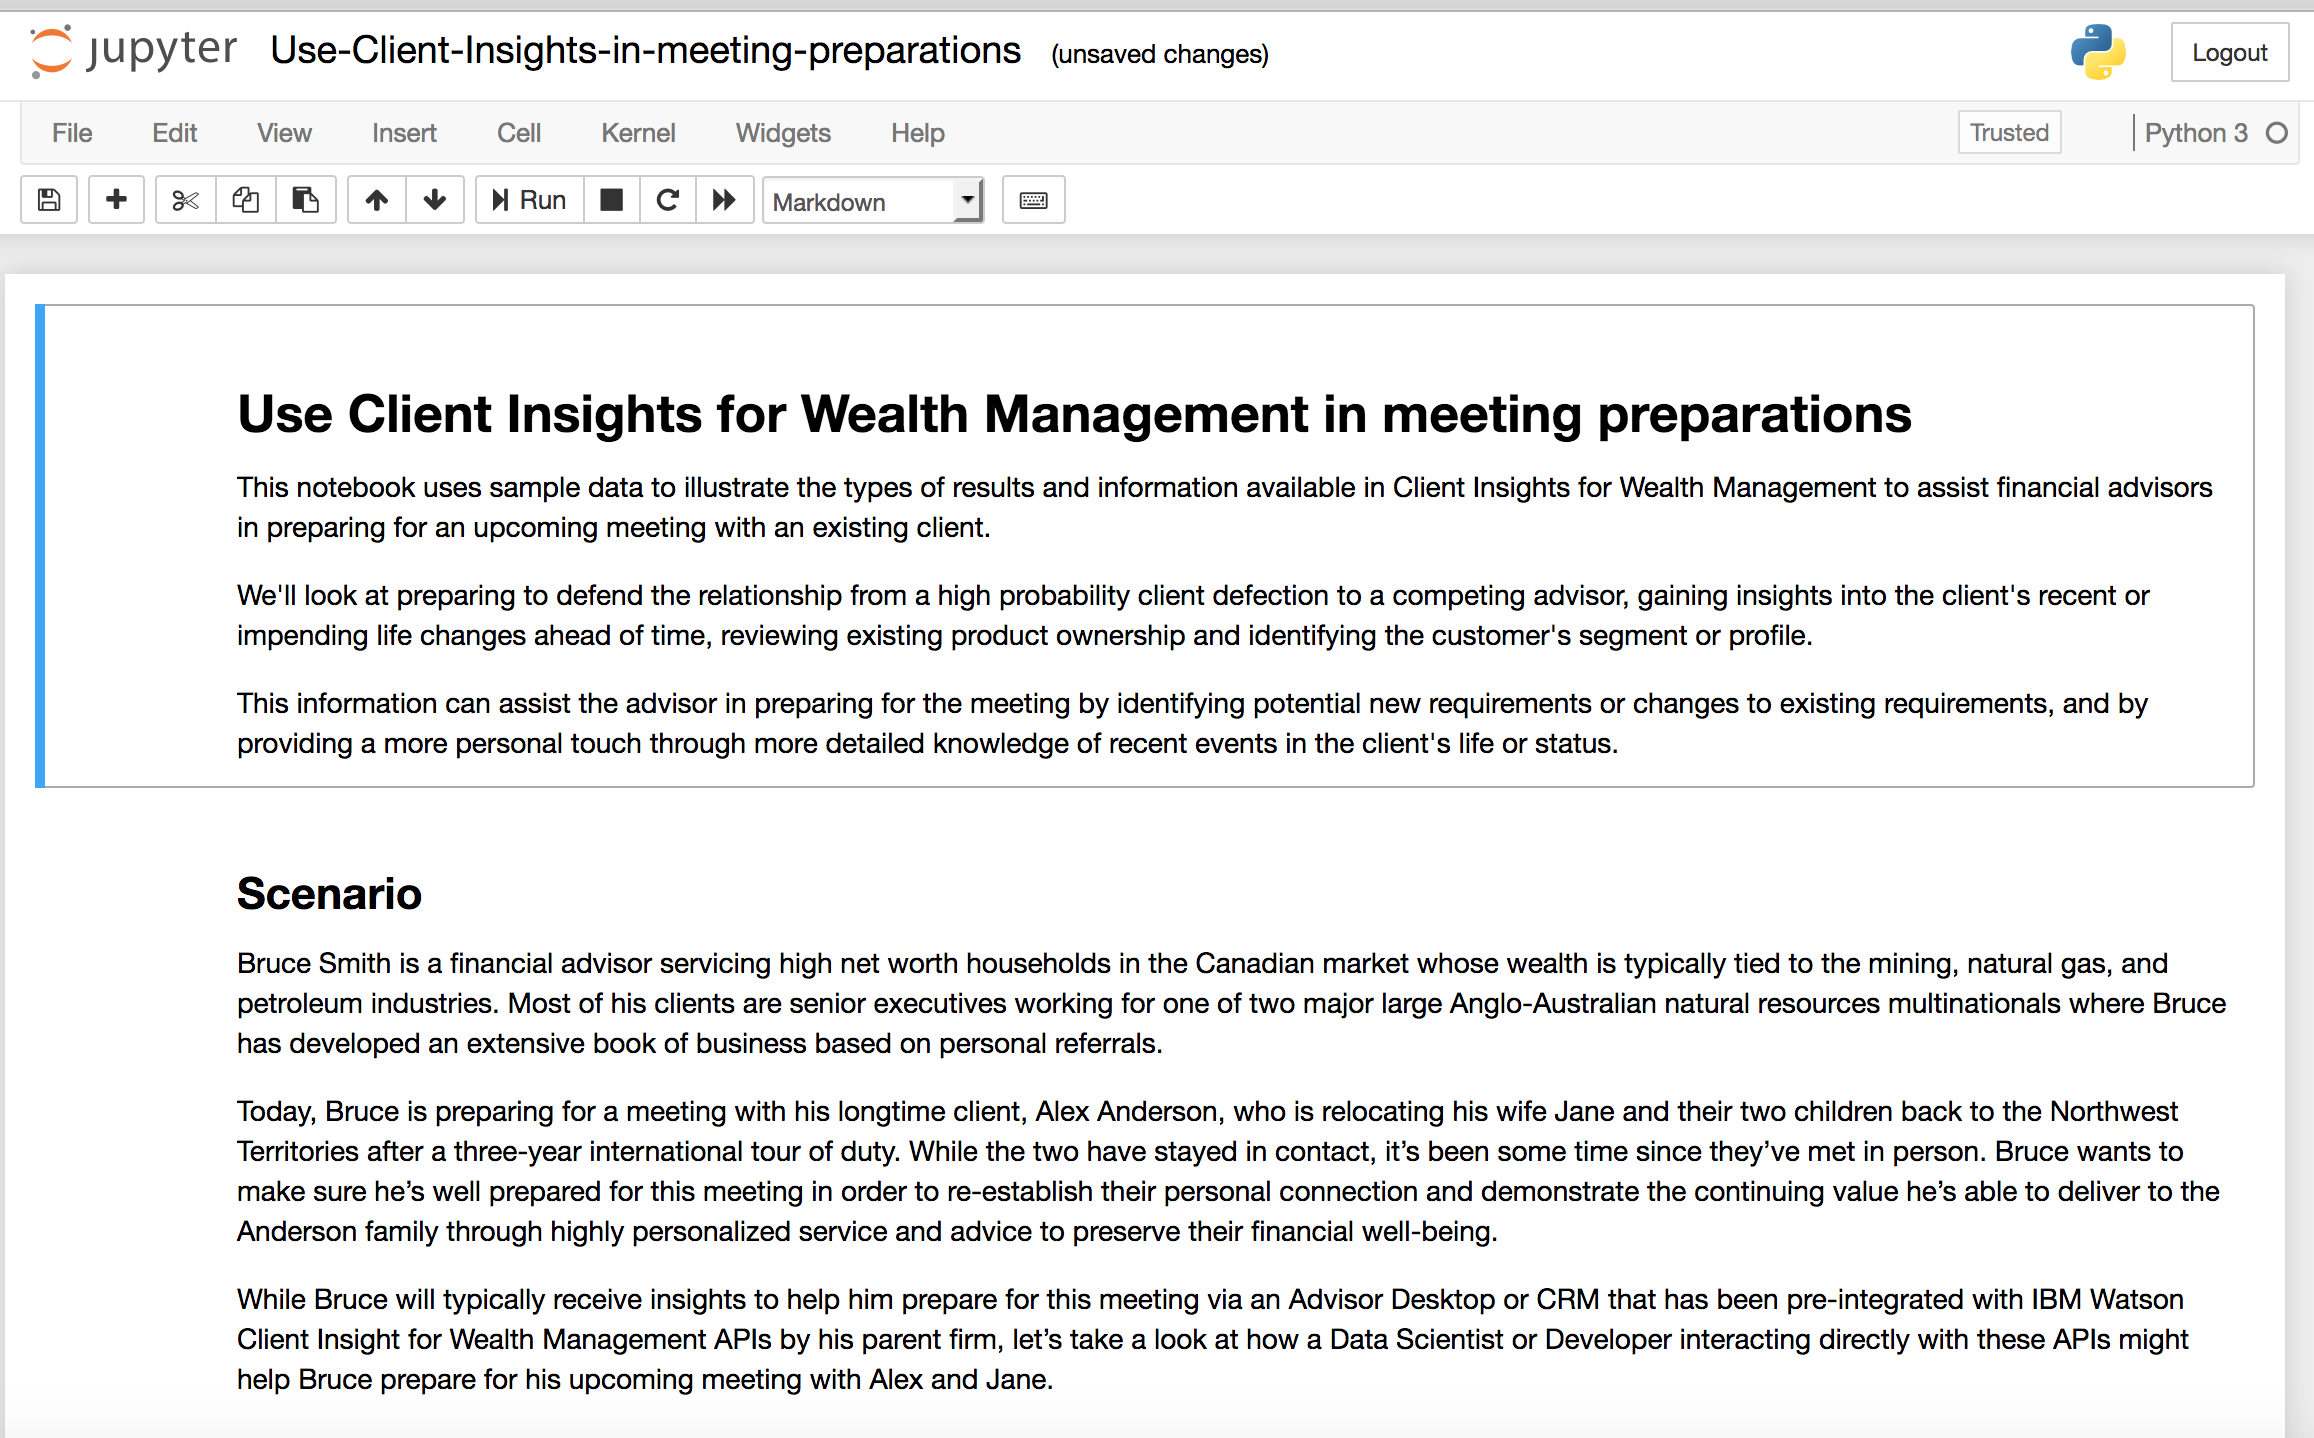 jupyter Use-Client-Insights-in-meeting-preparations (unsaved changes) Logout
File Edit View Insert Cell Kernel Widgets Help Trusted Python 3
Run Markdown
Use Client Insights for Wealth Management in meeting preparations
This notebook uses sample data to illustrate the types of results and information available in Client Insights for Wealth Management to assist financial advisors
in preparing for an upcoming meeting with an existing client.
We'll look at preparing to defend the relationship from a high probability client defection to a competing advisor, gaining insights into the client's recent or
impending life changes ahead of time, reviewing existing product ownership and identifying the customer's segment or profile.
This information can assist the advisor in preparing for the meeting by identifying potential new requirements or changes to existing requirements, and by
providing a more personal touch through more detailed knowledge of recent events in the client's life or status.
Scenario
Bruce Smith is a financial advisor servicing high net worth households in the Canadian market whose wealth is typically tied to the mining, natural gas, and
petroleum industries. Most of his clients are senior executives working for one of two major large Anglo-Australian natural resources multinationals where Bruce
has developed an extensive book of business based on personal referrals.
Today, Bruce is preparing for a meeting with his longtime client, Alex Anderson, who is relocating his wife Jane and their two children back to the Northwest
Territories after a three-year international tour of duty. While the two have stayed in contact, it’s been some time since they’ve met in person. Bruce wants to
make sure he’s well prepared for this meeting in order to re-establish their personal connection and demonstrate the continuing value he’s able to deliver to the
Anderson family through highly personalized service and advice to preserve their financial well-being.
While Bruce will typically receive insights to help him prepare for this meeting via an Advisor Desktop or CRM that has been pre-integrated with IBM Watson
Client Insight for Wealth Management APIs by his parent firm, let’s take a look at how a Data Scientist or Developer interacting directly with these APIs might
help Bruce prepare for his upcoming meeting with Alex and Jane.